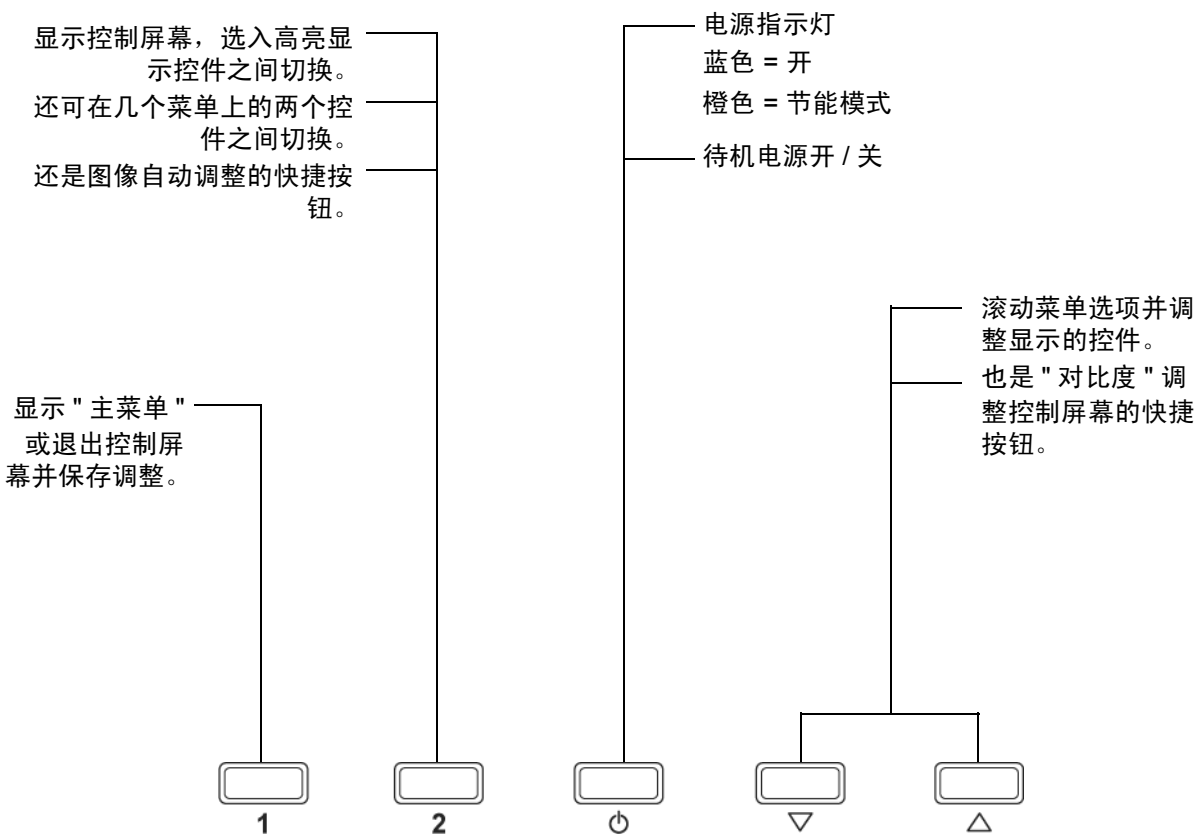 显示控制屏幕，选入高亮显
示控件之间切换。
还可在几个菜单上的两个控
件之间切换。
还是图像自动调整的快捷按
钮。
电源指示灯
蓝色 = 开
橙色 = 节能模式
待机电源开 / 关
滚动菜单选项并调
整显示的控件。
也是 " 对比度 " 调
整控制屏幕的快捷
按钮。
显示 " 主菜单 "
或退出控制屏
幕并保存调整。
1
2